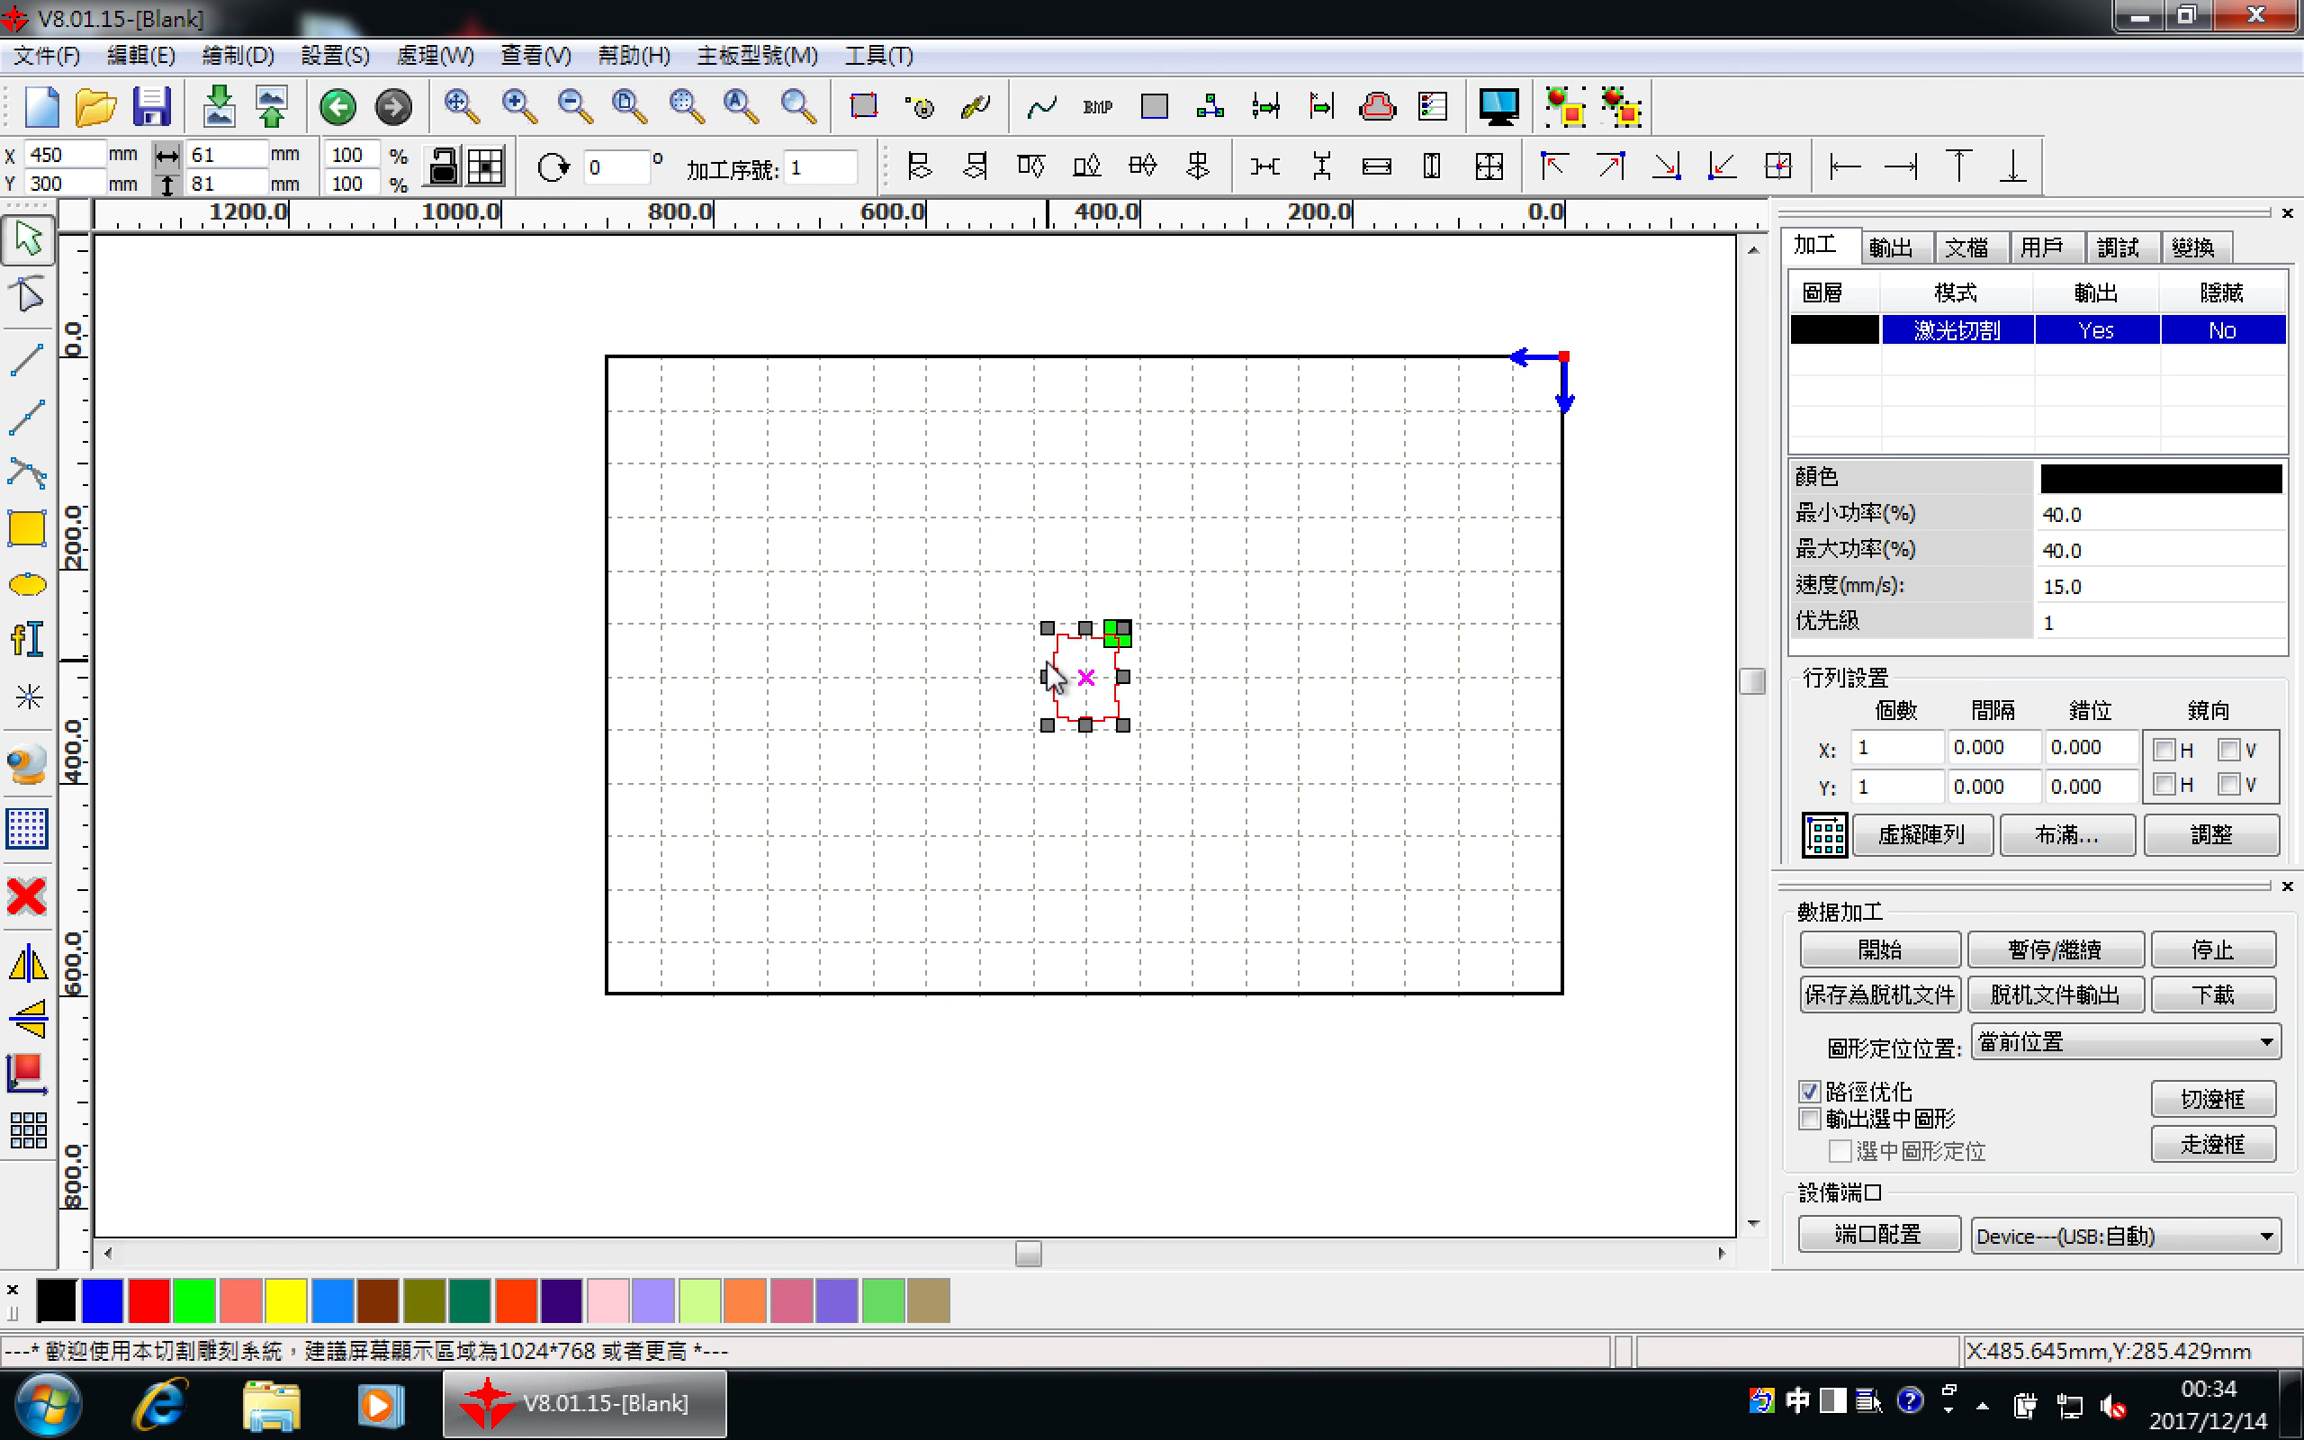 V8.01.15-[Blank]
文件(F) 編輯(E) 繪制(D) 設置(S) 處理(W) 查看(V) 幫助(H) 主板型號(M) 工具(T)
BMP
X 450 mm 61 mm 100 %
Y 300 mm 81 mm 100 %
0 ° 加工序號: 1
1200.0 1000.0 800.0 600.0 400.0 200.0 0.0
0.0
200.0
400.0
600.0
800.0
加工 輸出 文檔 用戶 調試 變換
圖層 模式 輸出 隱藏
激光切割 Yes No
顏色
最小功率(%) 40.0
最大功率(%) 40.0
速度(mm/s): 15.0
优先級 1
行列設置
個數 間隔 錯位 鏡向
X: 1 0.000 0.000 H V
Y: 1 0.000 0.000 H V
虛擬陣列 布滿... 調整
數据加工
開始 暫停/繼續 停止
保存為脫机文件 脫机文件輸出 下載
圖形定位位置: 當前位置
路徑优化 切邊框
輸出選中圖形
選中圖形定位 走邊框
設備端口
端口配置 Device---(USB:自動)
---* 歡迎使用本切割雕刻系統，建議屏幕顯示區域為1024*768 或者更高 *---
X:485.645mm,Y:285.429mm
V8.01.15-[Blank]
中
00:34
2017/12/14